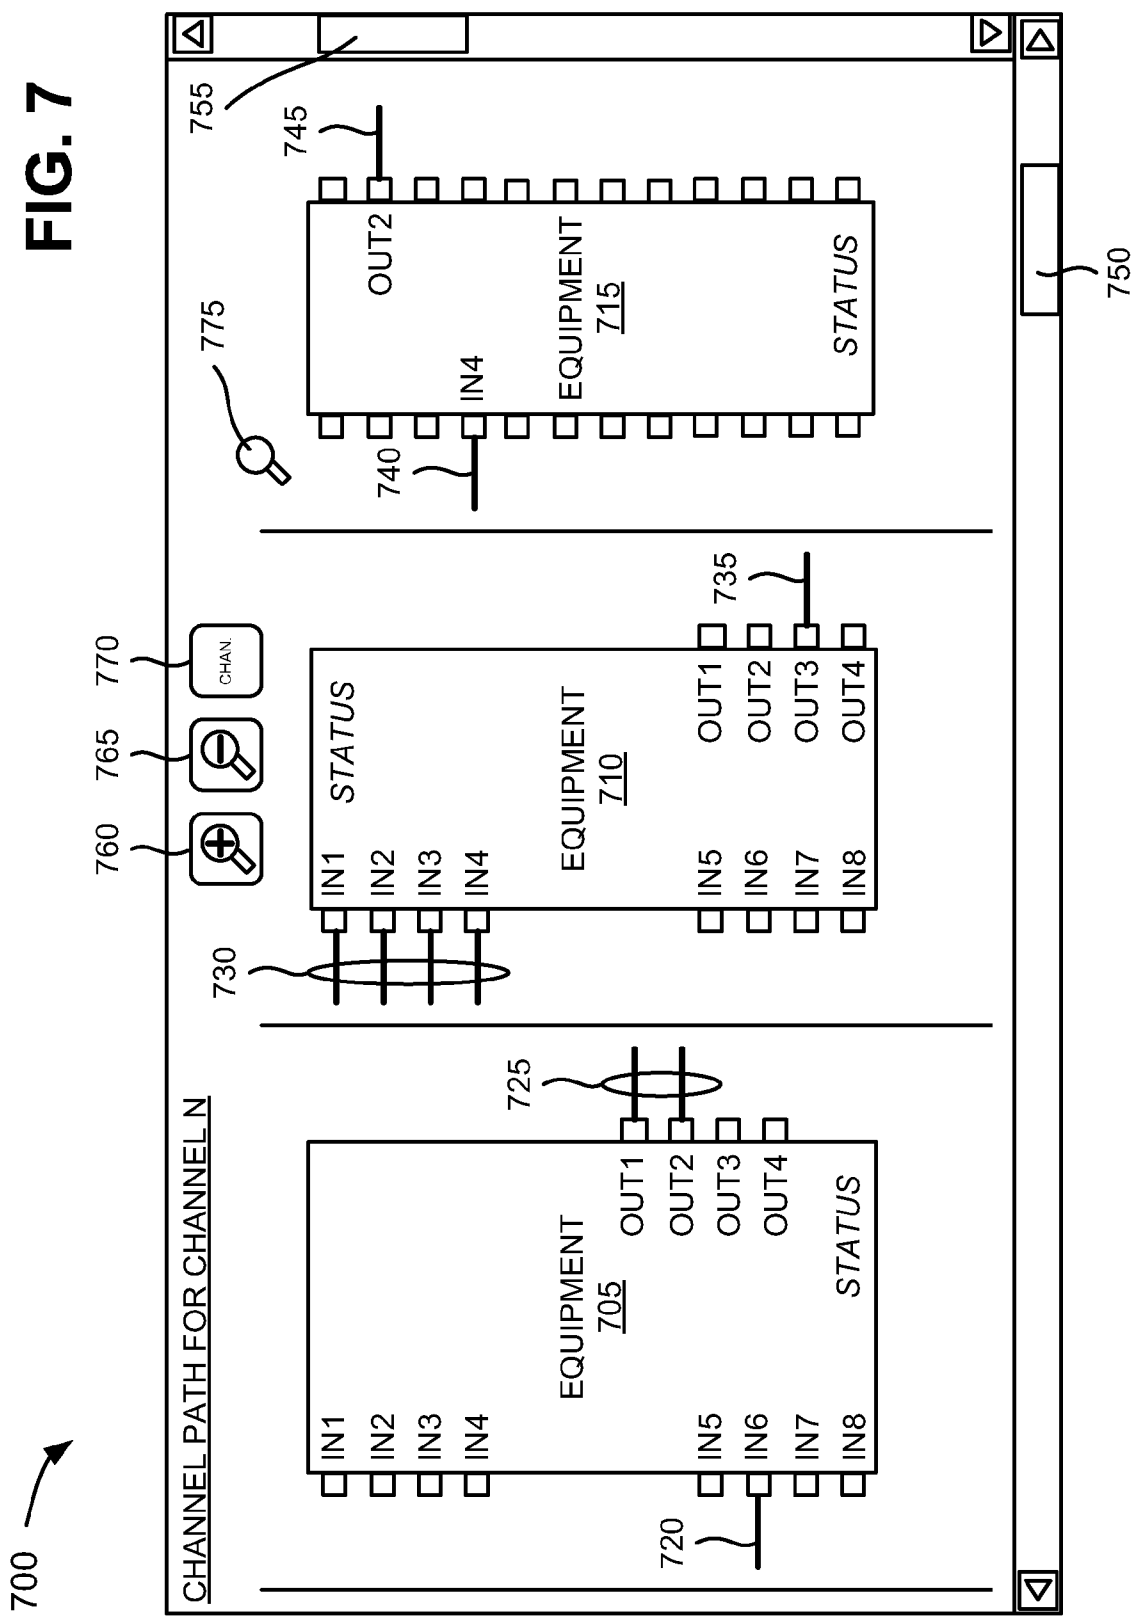 FIG. 7
700
CHANNEL PATH FOR CHANNEL N
760
765
770
CHAN.
775
755
IN1
IN2
IN3
IN4
EQUIPMENT
705
IN5
IN6
IN7
IN8
OUT1
OUT2
OUT3
OUT4
STATUS
720
725
730
IN1
IN2
IN3
IN4
STATUS
EQUIPMENT
710
IN5
IN6
IN7
IN8
OUT1
OUT2
OUT3
OUT4
735
740
IN4
OUT2
745
EQUIPMENT
715
STATUS
750